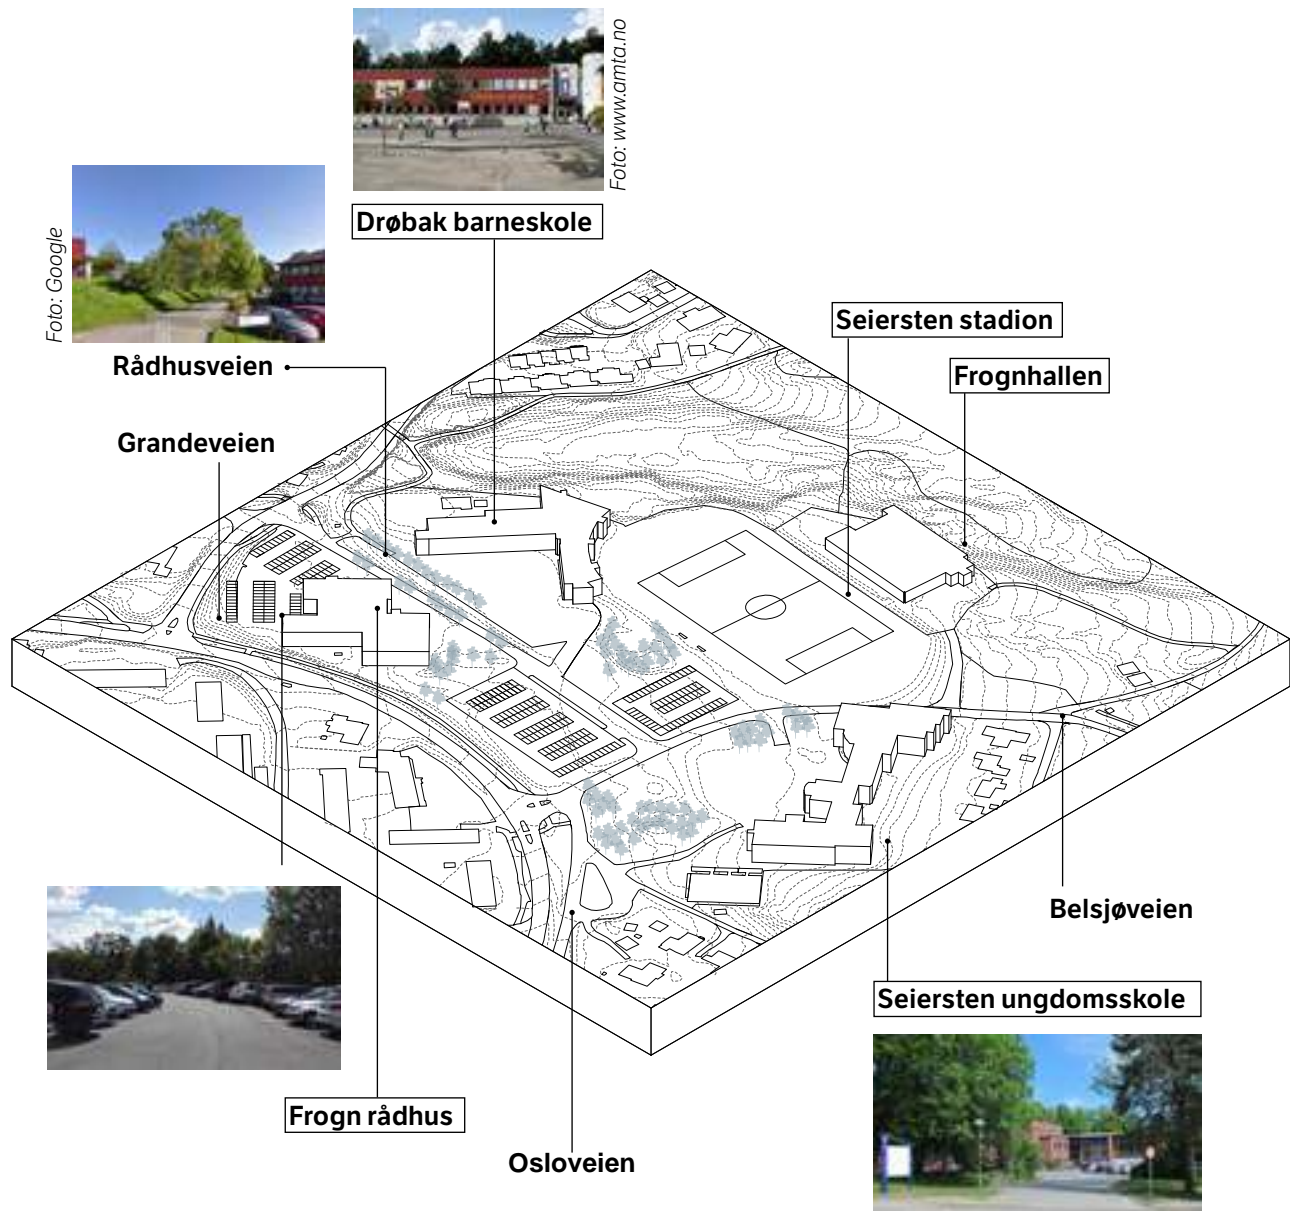 Foto: www.amta.no
Drøbak barneskole
Foto: Google
Seiersten stadion
Rådhusveien
Frognhallen
Grandeveien
Belsjøveien
Seiersten ungdomsskole
Frogn rådhus
Osloveien